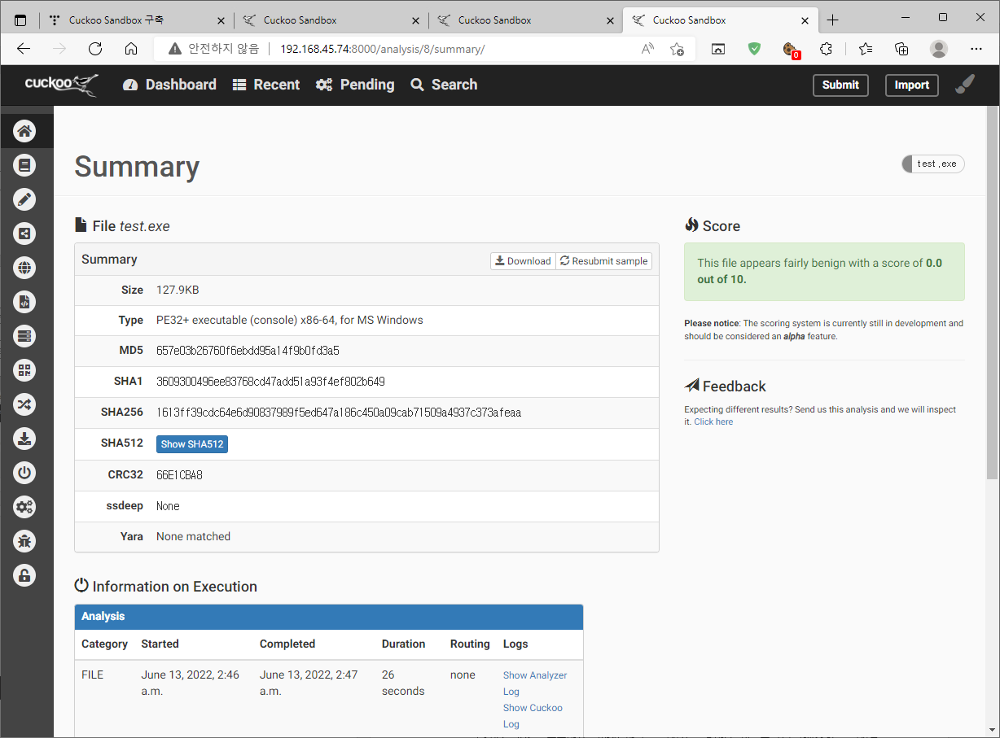 Cuckoo Sandbox 구축
Cuckoo Sandbox
Cuckoo Sandbox
Cuckoo Sandbox
안전하지 않음 192.168.45.74:8000/analysis/8/summary/
0
cuckoo Dashboard Recent Pending Search Submit Import
Summary
test.exe
File test.exe
Summary Download Resubmit sample
Size 127.9KB
Type PE32+ executable (console) x86-64, for MS Windows
MD5 657e03b26760f6ebdd95a14f9b0fd3a5
SHA1 3609300496ee83768cd47add51a93f4ef802b649
SHA256 1613ff39cdc64e6d90837989f5ed647a186c450a09cab71509a4937c373afeaa
SHA512 Show SHA512
CRC32 66E1CBA8
ssdeep None
Yara None matched
Score
This file appears fairly benign with a score of 0.0
out of 10.
Please notice: The scoring system is currently still in development and
should be considered an alpha feature.
Feedback
Expecting different results? Send us this analysis and we will inspect
it. Click here
Information on Execution
Analysis
Category Started Completed Duration Routing Logs
FILE June 13, 2022, 2:46 June 13, 2022, 2:47 26 none Show Analyzer
a.m. a.m. seconds Log
Show Cuckoo
Log